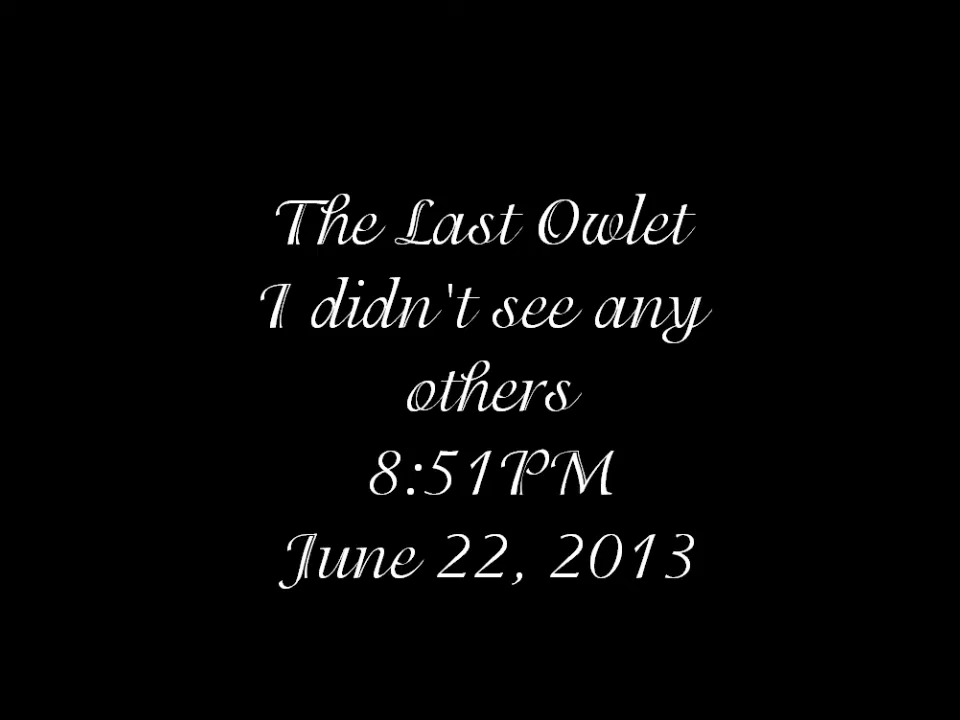 The Last Owlet
I didn't see any
others
8:51PM
June 22, 2013